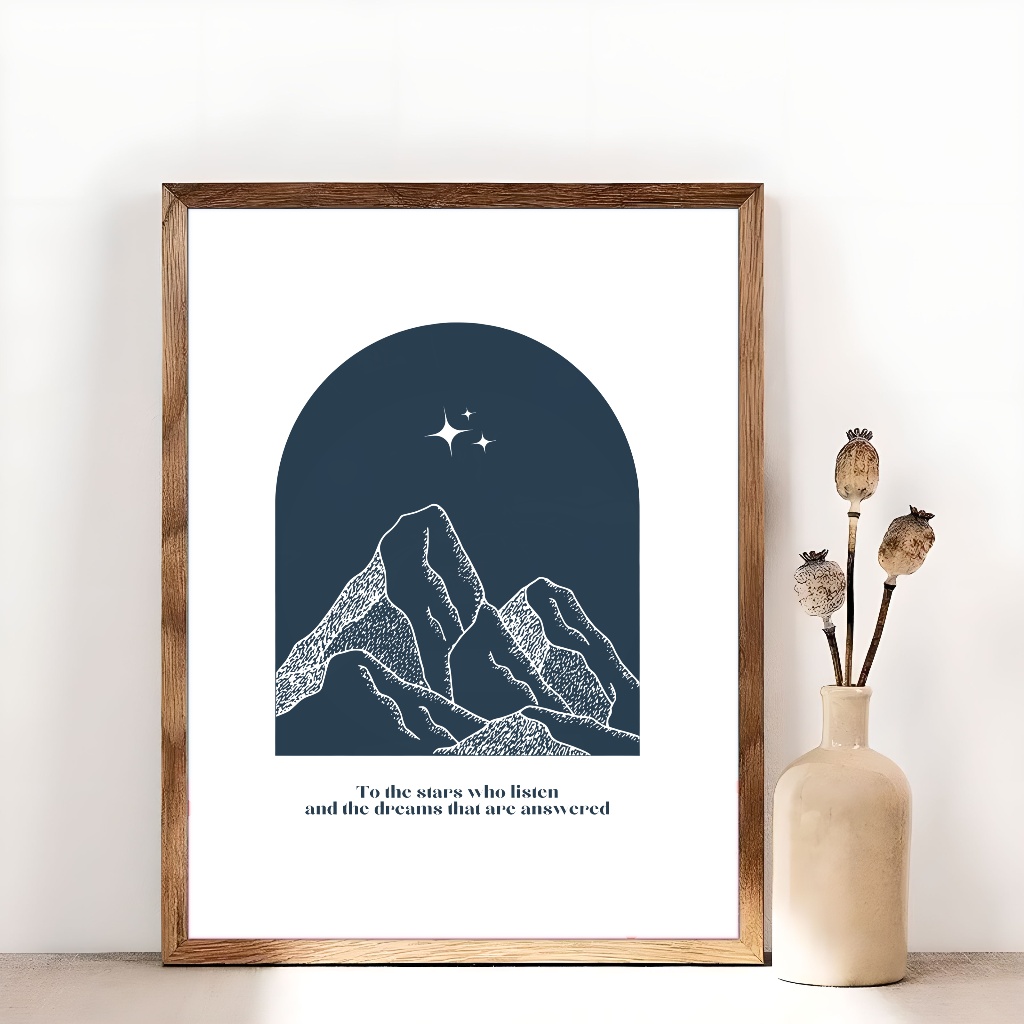 To the stars who listen
and the dreams that are answered